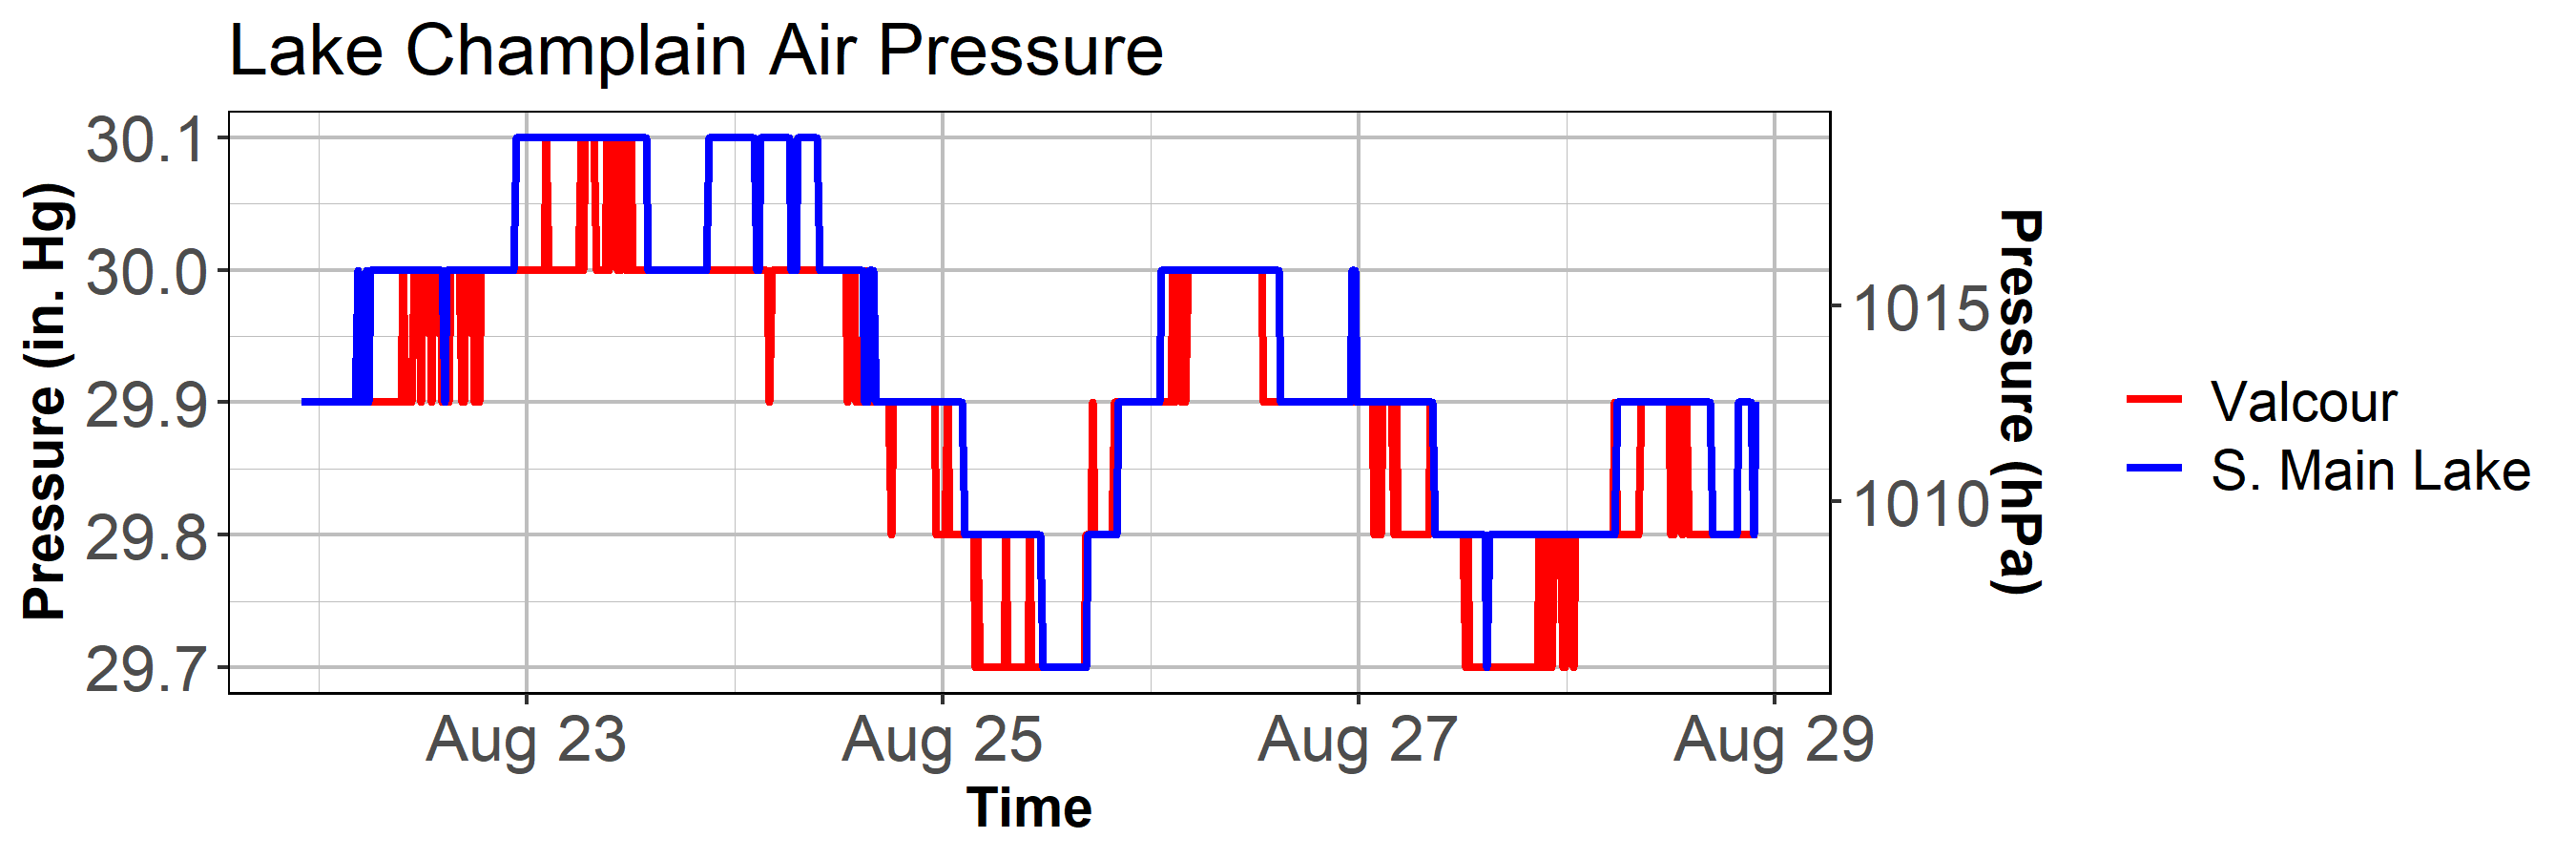 Lake Champlain Air Pressure
Pressure (in. Hg)
30.1
30.0
29.9
29.8
29.7
Aug 23
Aug 25
Aug 27
Aug 29
Time
1015
1010
Pressure (hPa)
Valcour
S. Main Lake